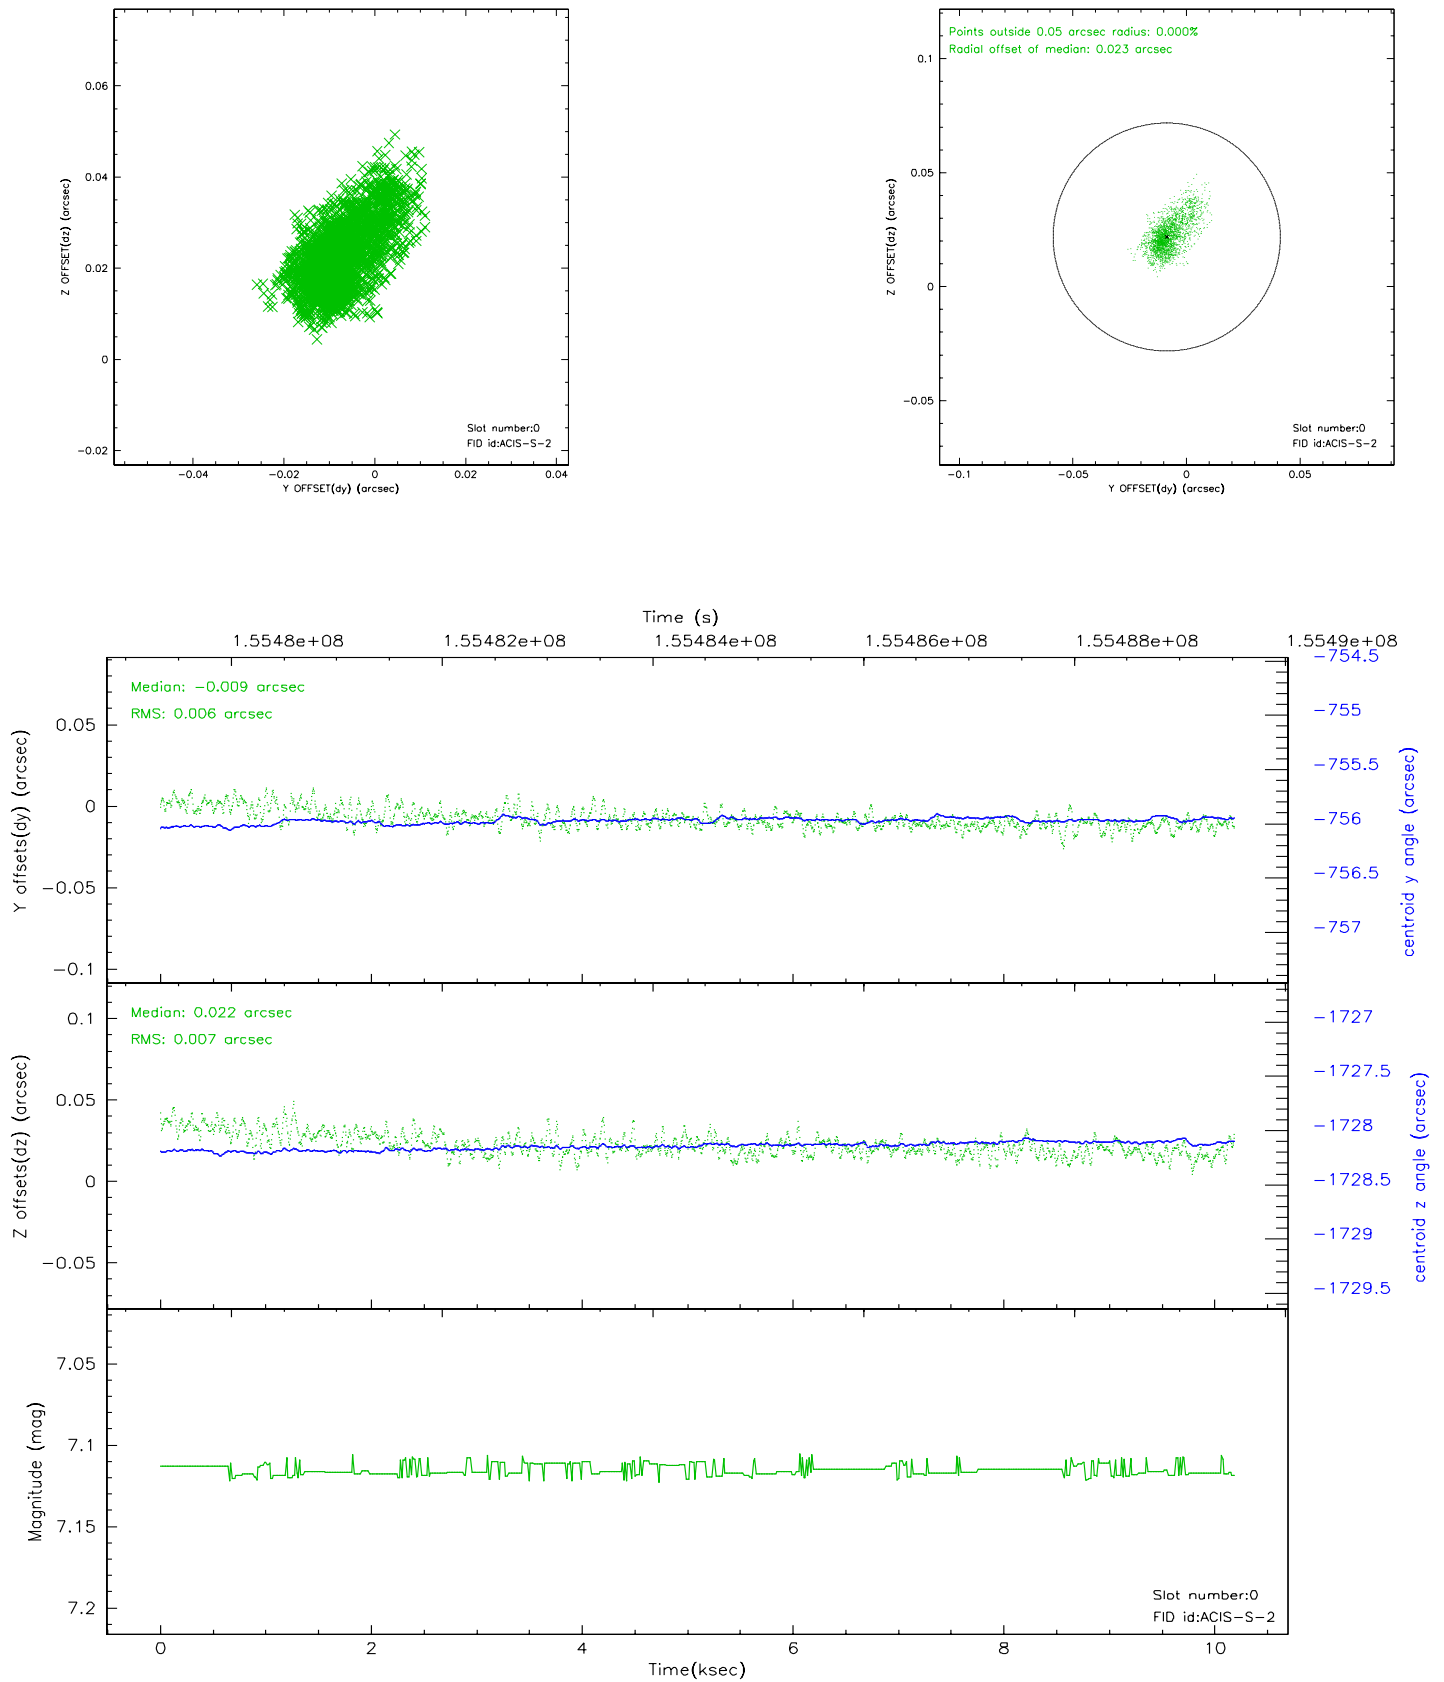 0.06
0.04
0.02
0
−0.02
Z OFFSET(dz) (arcsec)
Slot number:0
FID id:ACIS−S−2
−0.04 −0.02 0 0.02 0.04
Y OFFSET(dy) (arcsec)
Points outside 0.05 arcsec radius: 0.000%
Radial offset of median: 0.023 arcsec
0.1
0.05
0
−0.05
Z OFFSET(dz) (arcsec)
Slot number:0
FID id:ACIS−S−2
−0.1 −0.05 0 0.05
Y OFFSET(dy) (arcsec)
Time (s)
1.5548e+08 1.55482e+08 1.55484e+08 1.55486e+08 1.55488e+08 1.5549e+08
Median: −0.009 arcsec
RMS: 0.006 arcsec
0.05
0
−0.05
−0.1
Y offsets(dy) (arcsec)
−754.5
−755
−755.5
−756
−756.5
−757
centroid y angle (arcsec)
Median: 0.022 arcsec
RMS: 0.007 arcsec
0.1
0.05
0
−0.05
Z offsets(dz) (arcsec)
−1727
−1727.5
−1728
−1728.5
−1729
−1729.5
centroid z angle (arcsec)
7.05
7.1
7.15
7.2
Magnitude (mag)
Slot number:0
FID id:ACIS−S−2
0 2 4 6 8 10
Time(ksec)